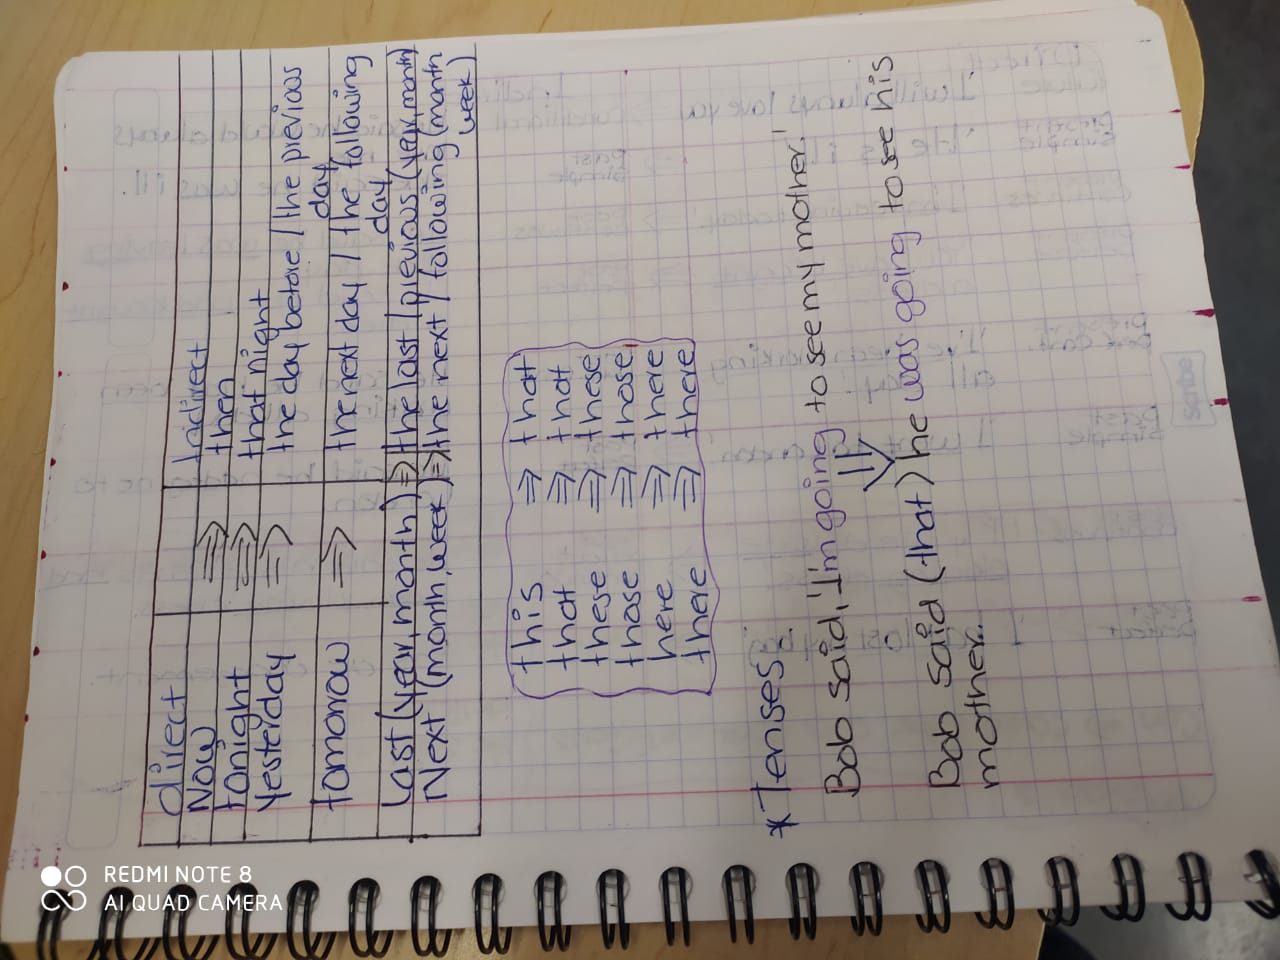 direct Indirect
Now ⇒ then
tonight ⇒ that night
Yesterday ⇒ the day before / the previous
day
tomorrow ⇒ the next day / the following
day
Last (year, month) ⇒ the last / previous (year, month)
Next (month, week) ⇒ the next / following (month
week)
this ⇒ that
that ⇒ that
these ⇒ these
those ⇒ those
here ⇒ there
there ⇒ there
* Tenses
Bob said, 'I'm going to see my mother.'
⇓
Bob said (that) he was going to see his
mother..
Scribe
REDMI NOTE 8
AI QUAD CAMERA